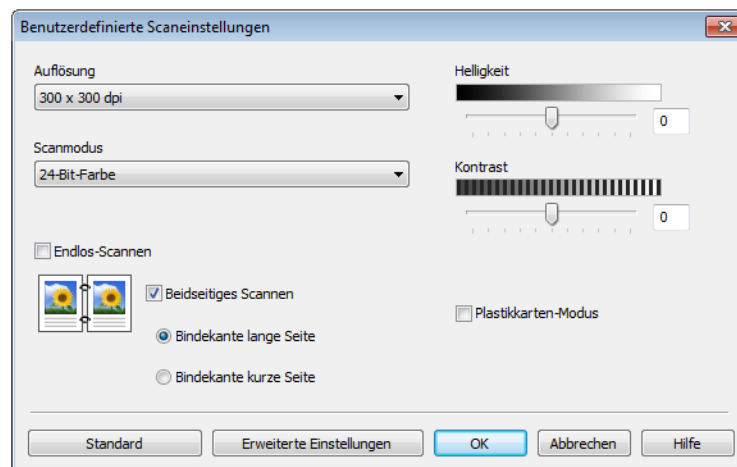 Benutzerdefinierte Scaneinstellungen
Auflösung
300 x 300 dpi
Scanmodus
24-Bit-Farbe
Endlos-Scannen
Beidseitiges Scannen
Bindekante lange Seite
Bindekante kurze Seite
Helligkeit
0
Kontrast
0
Plastikkarten-Modus
Standard
Erweiterte Einstellungen
OK
Abbrechen
Hilfe